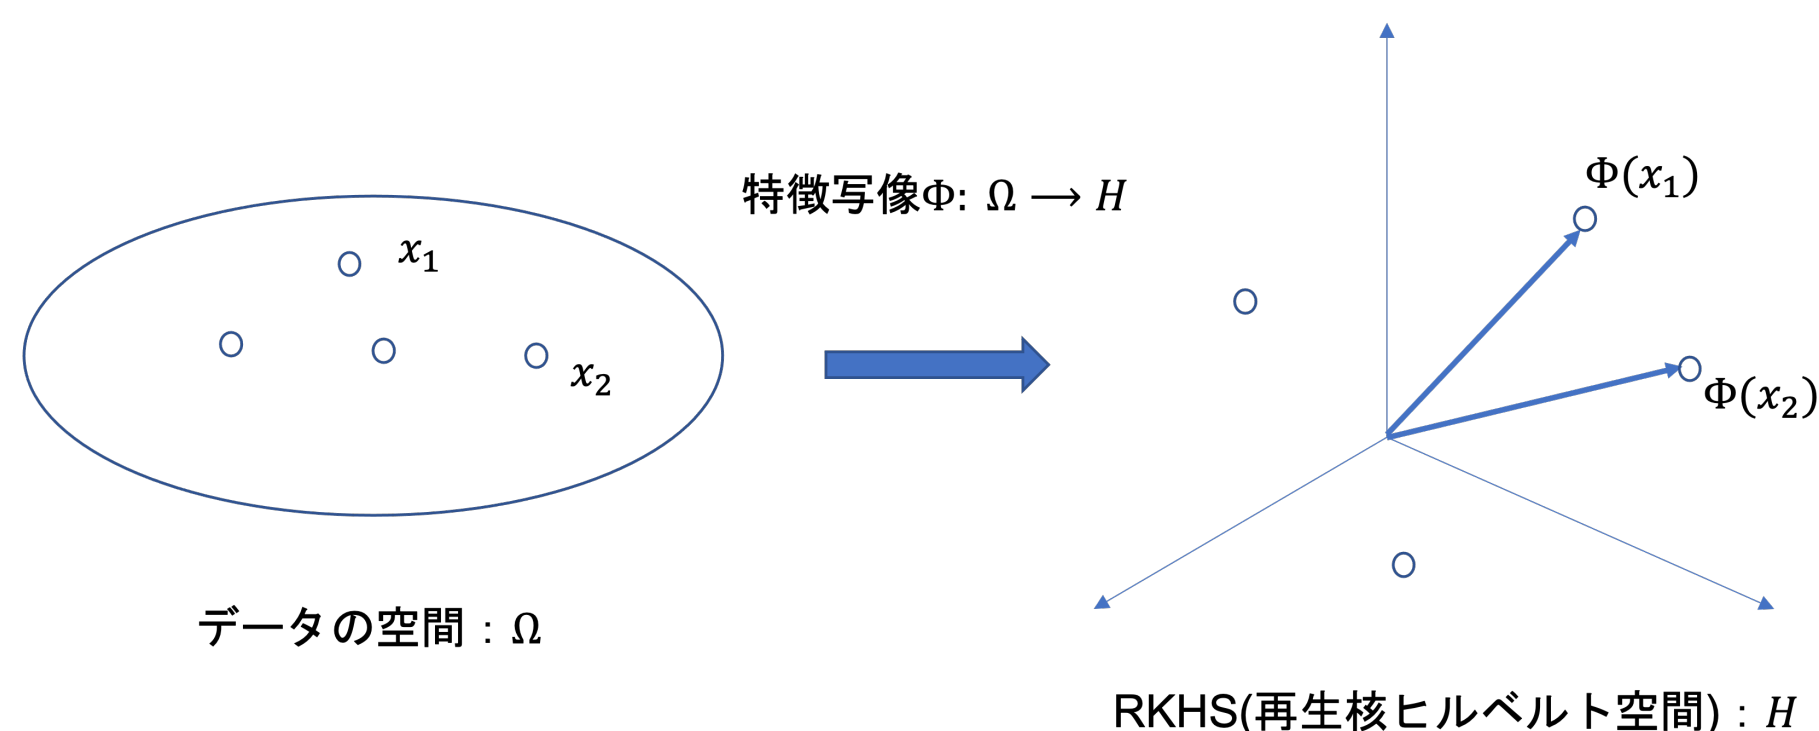 特徴写像Φ: Ω ⟶ H
x₁
x₂
Φ(x₁)
Φ(x₂)
データの空間：Ω
RKHS(再生核ヒルベルト空間)：H